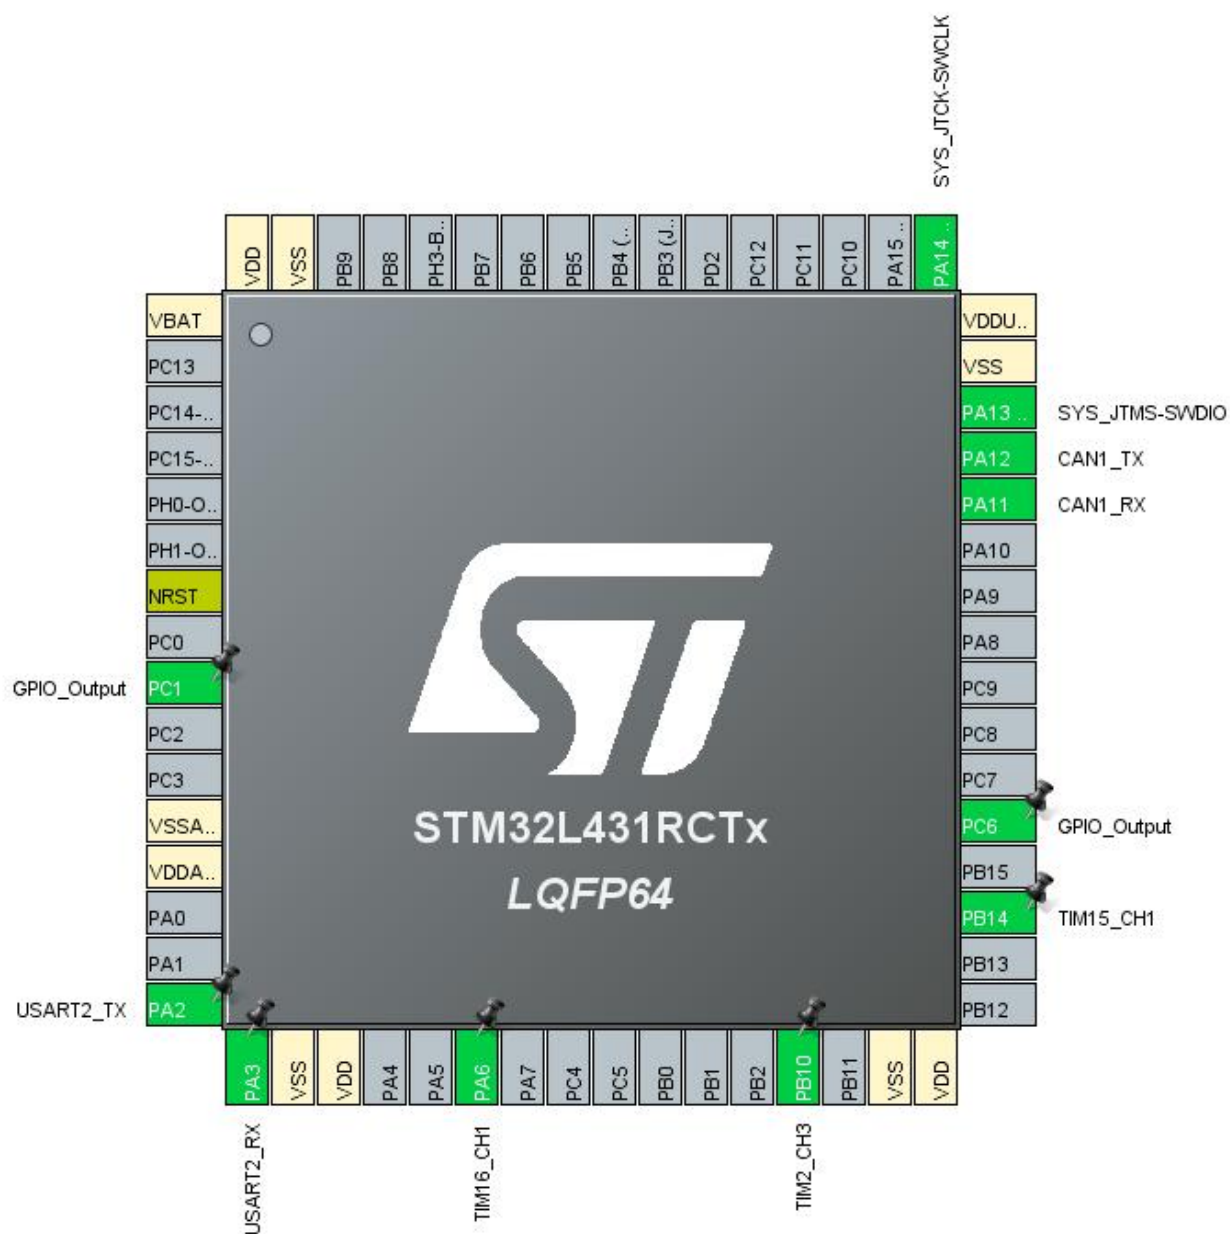 SYS_JTCK-SWCLK
VDD
VSS
PB9
PB8
PH3-B..
PB7
PB6
PB5
PB4 (...
PB3 (J..
PD2
PC12
PC11
PC10
PA15 ..
PA14 ..
VBAT
PC13
PC14-..
PC15-..
PH0-O..
PH1-O..
NRST
PC0
GPIO_Output PC1
PC2
PC3
VSSA..
VDDA..
PA0
PA1
USART2_TX PA2
STM32L431RCTx
LQFP64
VDDU..
VSS
PA13 .. SYS_JTMS-SWDIO
PA12 CAN1_TX
PA11 CAN1_RX
PA10
PA9
PA8
PC9
PC8
PC7
PC6 GPIO_Output
PB15
PB14 TIM15_CH1
PB13
PB12
PA3
VSS
VDD
PA4
PA5
PA6
PA7
PC4
PC5
PB0
PB1
PB2
PB10
PB11
VSS
VDD
USART2_RX
TIM16_CH1
TIM2_CH3